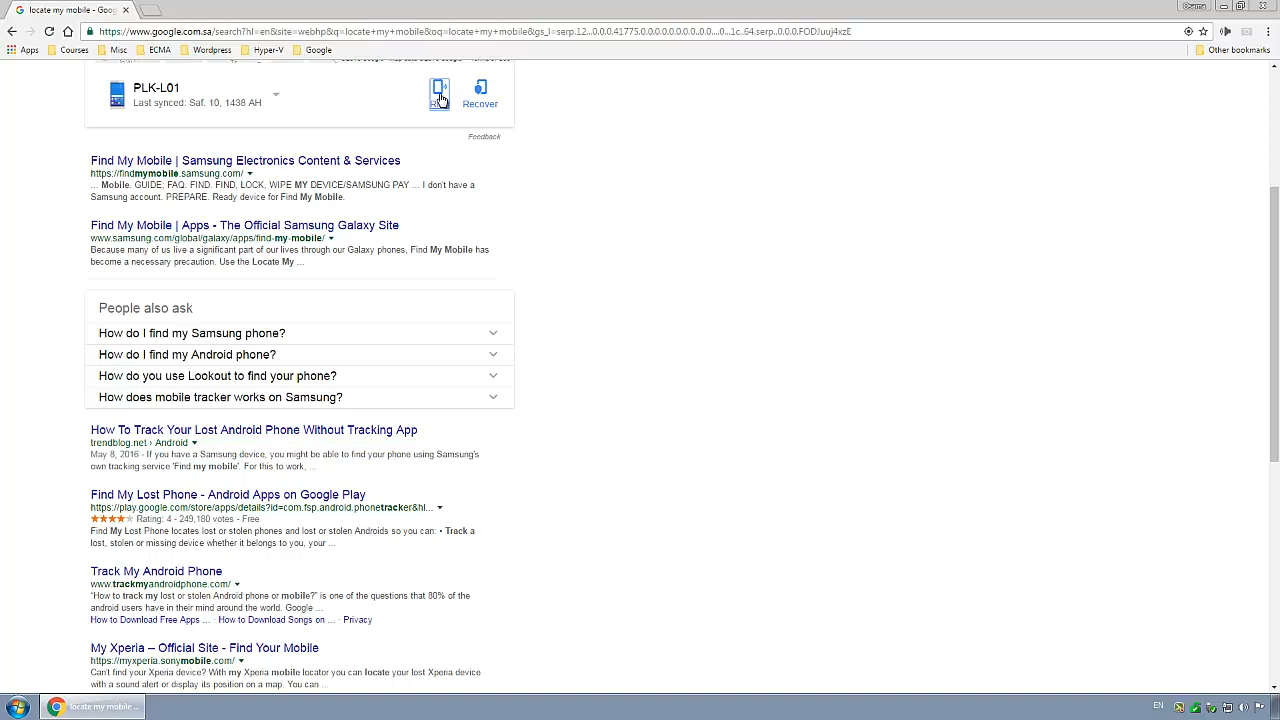 locate my mobile - Goog
https://www.google.com.sa/search?hl=en&site=webhp&q=locate+my+mobile&oq=locate+my+mobile&gs_l=serp.12...0.0.0.41775.0.0.0.0.0.0.0.0..0.0....0...1c..64.serp..0.0.0.FODJuuj4xzE
Apps Courses Misc ECMA Wordpress Hyper-V Google Other bookmarks
PLK-L01
Last synced: Saf. 10, 1438 AH
Recover
Feedback
Find My Mobile | Samsung Electronics Content & Services
https://findmymobile.samsung.com/
... Mobile. GUIDE; FAQ. FIND. FIND, LOCK, WIPE MY DEVICE/SAMSUNG PAY ... I don't have a
Samsung account. PREPARE. Ready device for Find My Mobile.
Find My Mobile | Apps - The Official Samsung Galaxy Site
www.samsung.com/global/galaxy/apps/find-my-mobile/
Because many of us live a significant part of our lives through our Galaxy phones, Find My Mobile has
become a necessary precaution. Use the Locate My ...
People also ask
How do I find my Samsung phone?
How do I find my Android phone?
How do you use Lookout to find your phone?
How does mobile tracker works on Samsung?
How To Track Your Lost Android Phone Without Tracking App
trendblog.net › Android
May 8, 2016 - If you have a Samsung device, you might be able to find your phone using Samsung's
own tracking service 'Find my mobile'. For this to work, ...
Find My Lost Phone - Android Apps on Google Play
https://play.google.com/store/apps/details?id=com.fsp.android.phonetracker&hl...
Rating: 4 - 249,180 votes - Free
Find My Lost Phone locates lost or stolen phones and lost or stolen Androids so you can: • Track a
lost, stolen or missing device whether it belongs to you, your ...
Track My Android Phone
www.trackmyandroidphone.com/
"How to track my lost or stolen Android phone or mobile?" is one of the questions that 80% of the
android users have in their mind around the world. Google ...
How to Download Free Apps ... · How to Download Songs on ... · Privacy
My Xperia – Official Site - Find Your Mobile
https://myxperia.sonymobile.com/
Can't find your Xperia device? With my Xperia mobile locator you can locate your lost Xperia device
with a sound alert or display its position on a map. You can ...
locate my mobile ...
EN